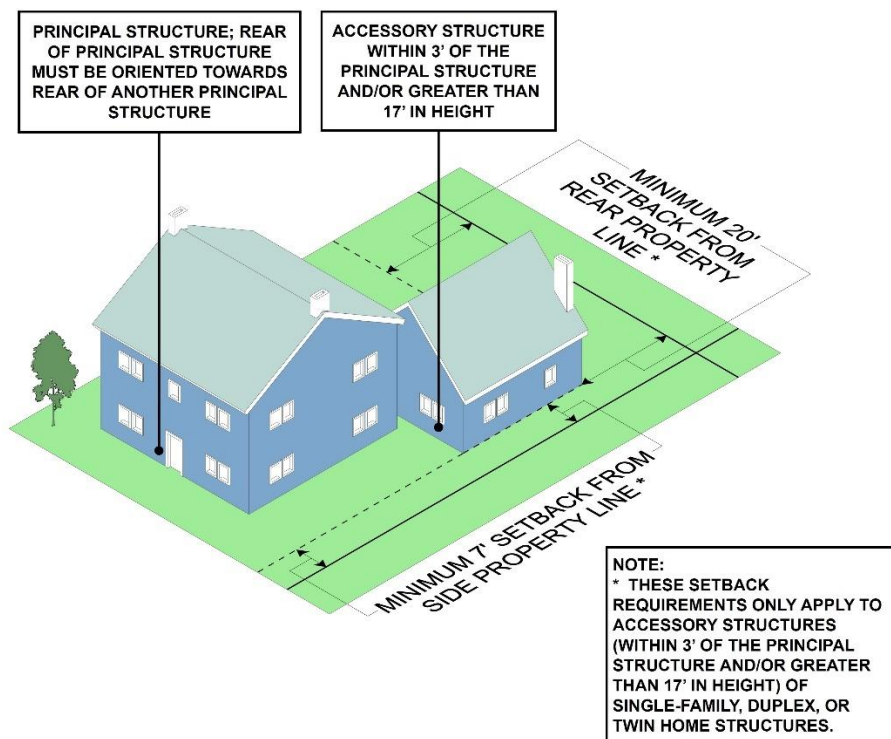 PRINCIPAL STRUCTURE; REAR
OF PRINCIPAL STRUCTURE
MUST BE ORIENTED TOWARDS
REAR OF ANOTHER PRINCIPAL
STRUCTURE
ACCESSORY STRUCTURE
WITHIN 3' OF THE
PRINCIPAL STRUCTURE
AND/OR GREATER THAN
17' IN HEIGHT
MINIMUM 20'
SETBACK FROM
REAR PROPERTY
LINE *
MINIMUM 7' SETBACK FROM
SIDE PROPERTY LINE *
NOTE:
* THESE SETBACK
REQUIREMENTS ONLY APPLY TO
ACCESSORY STRUCTURES
(WITHIN 3' OF THE PRINCIPAL
STRUCTURE AND/OR GREATER
THAN 17' IN HEIGHT) OF
SINGLE-FAMILY, DUPLEX, OR
TWIN HOME STRUCTURES.